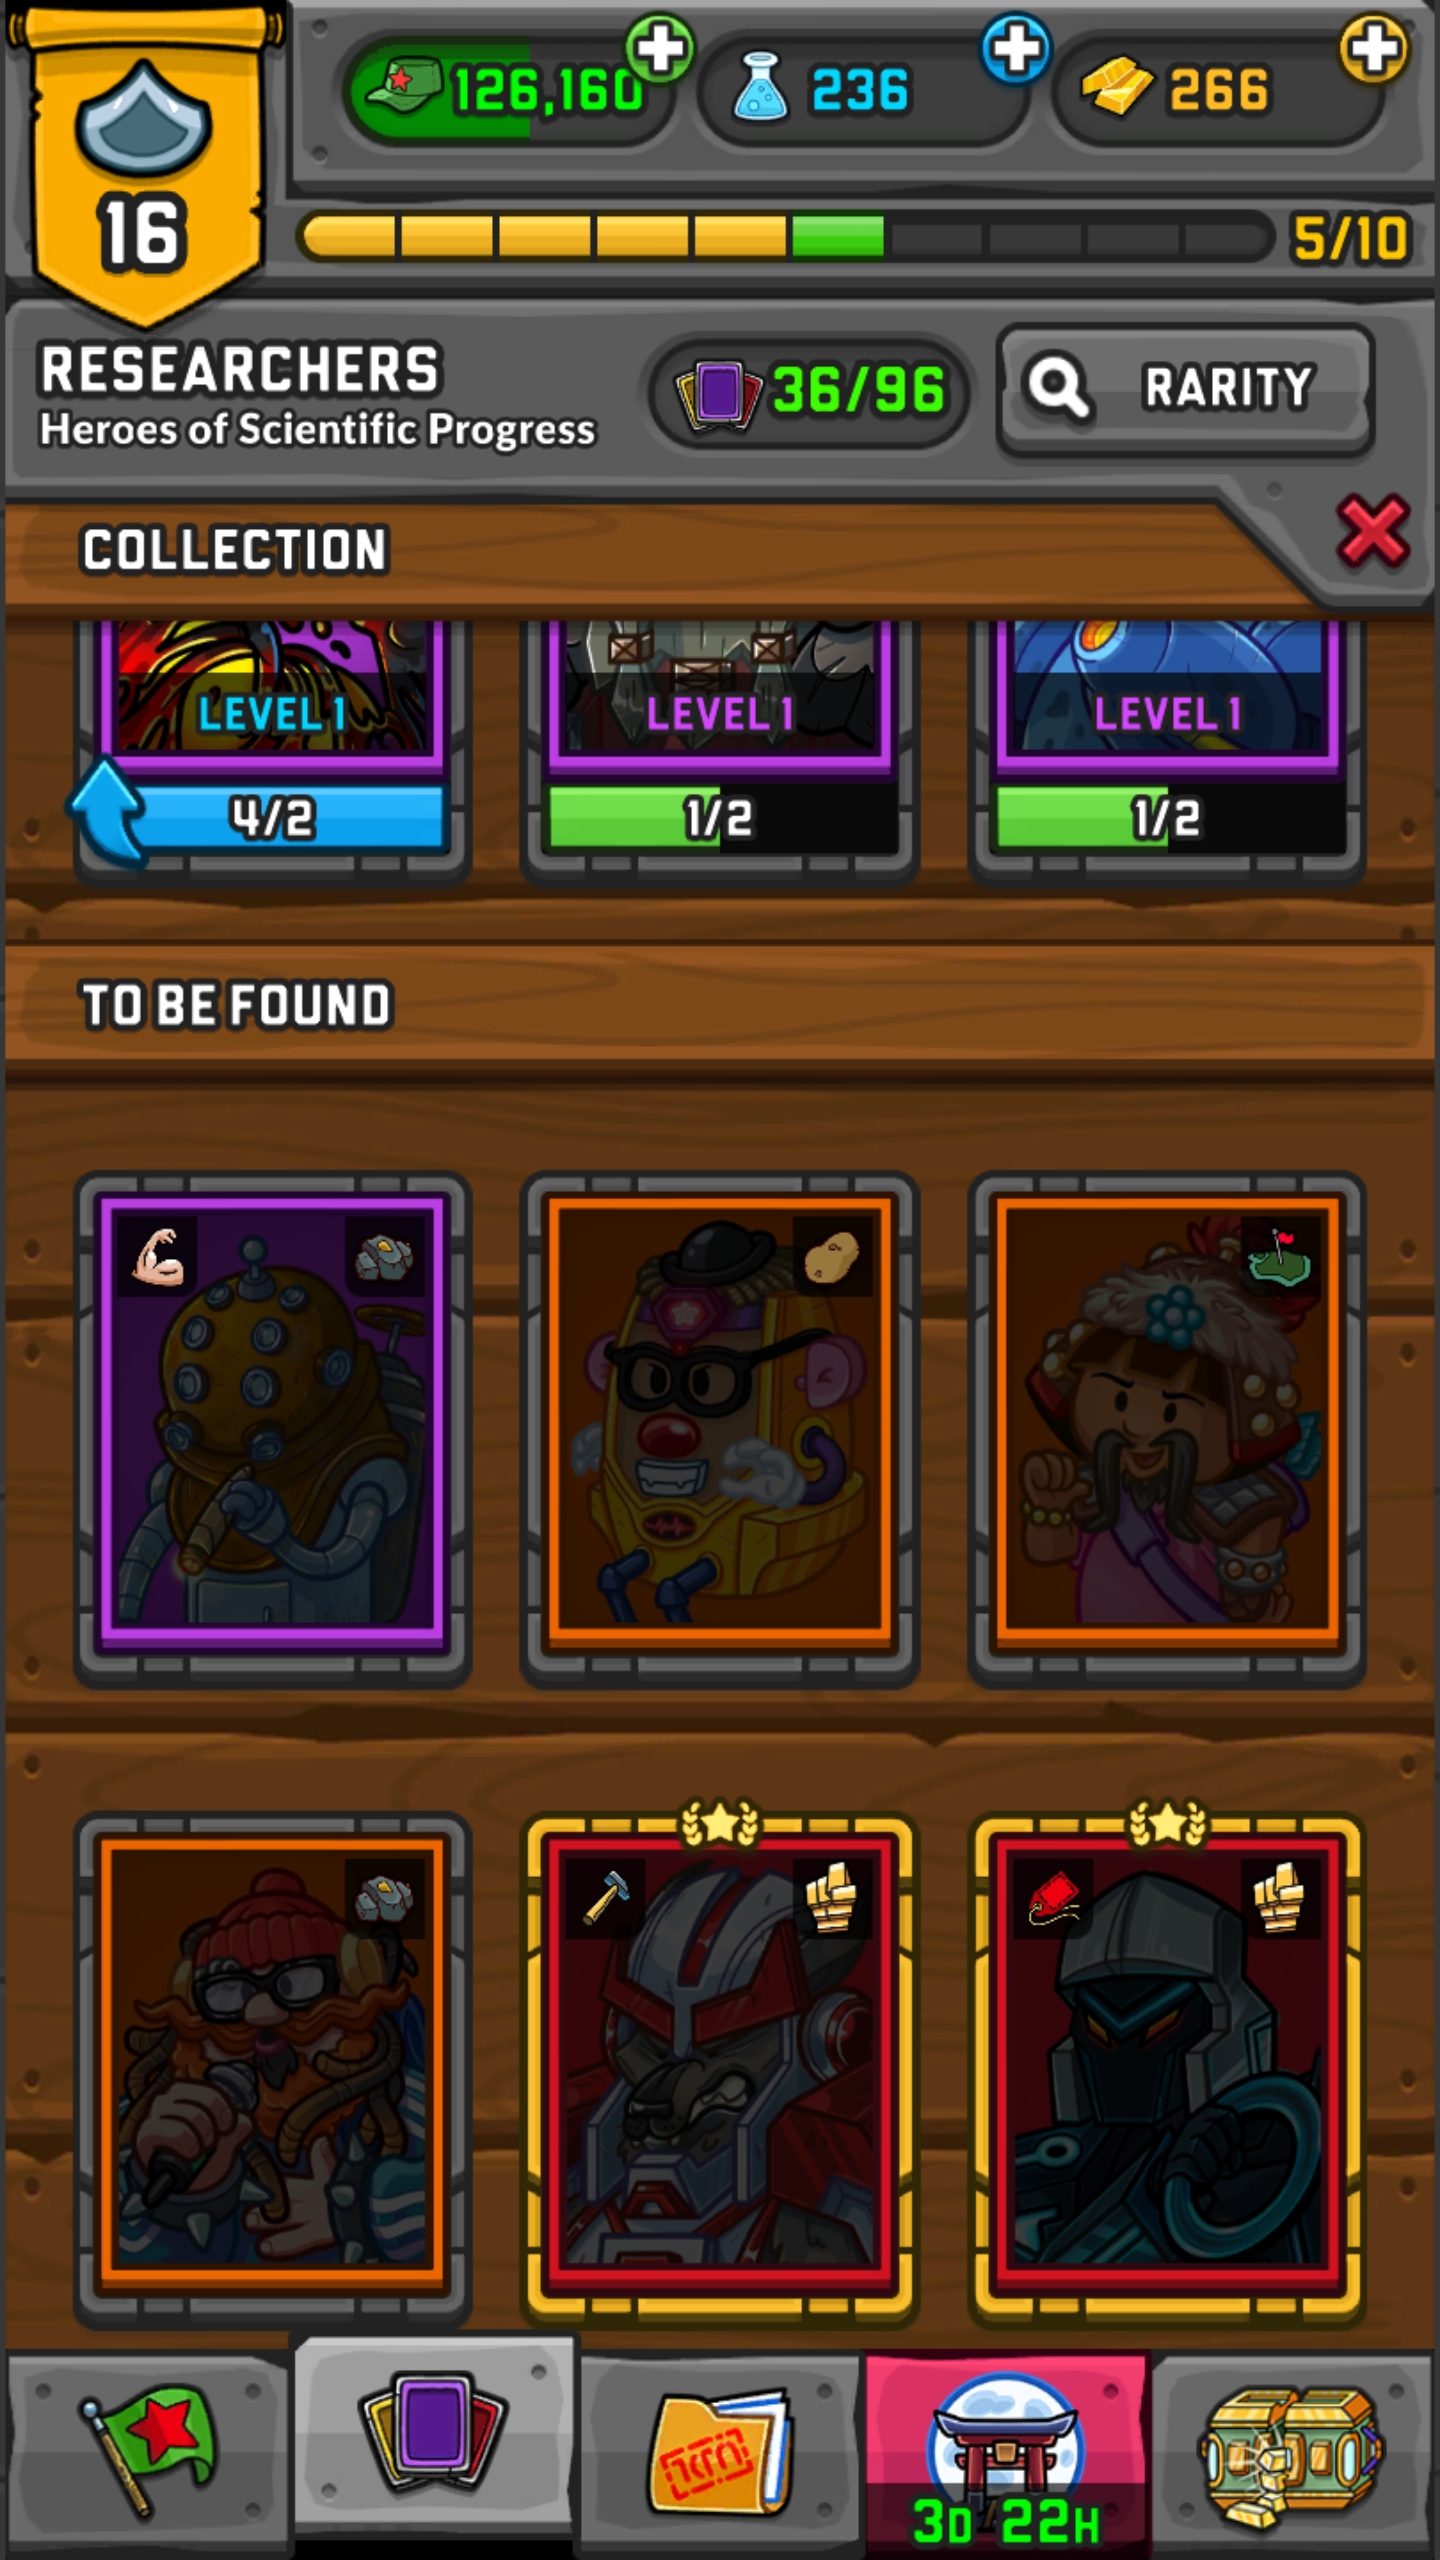 126,160
236
266
16
5/10
RESEARCHERS
Heroes of Scientific Progress
36/96
RARITY
COLLECTION
LEVEL 1
LEVEL 1
LEVEL 1
4/2
1/2
1/2
TO BE FOUND
3D 22H